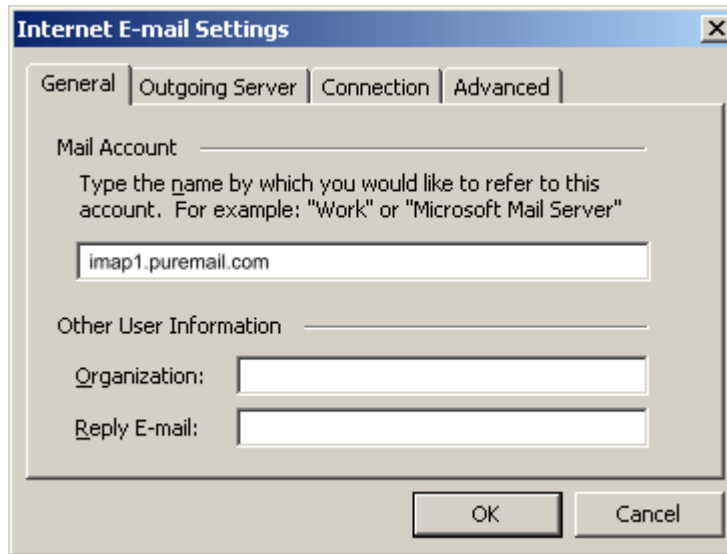 Internet E-mail Settings
General Outgoing Server Connection Advanced
Mail Account
Type the name by which you would like to refer to this
account. For example: "Work" or "Microsoft Mail Server"
imap1.puremail.com
Other User Information
Organization:
Reply E-mail:
OK Cancel